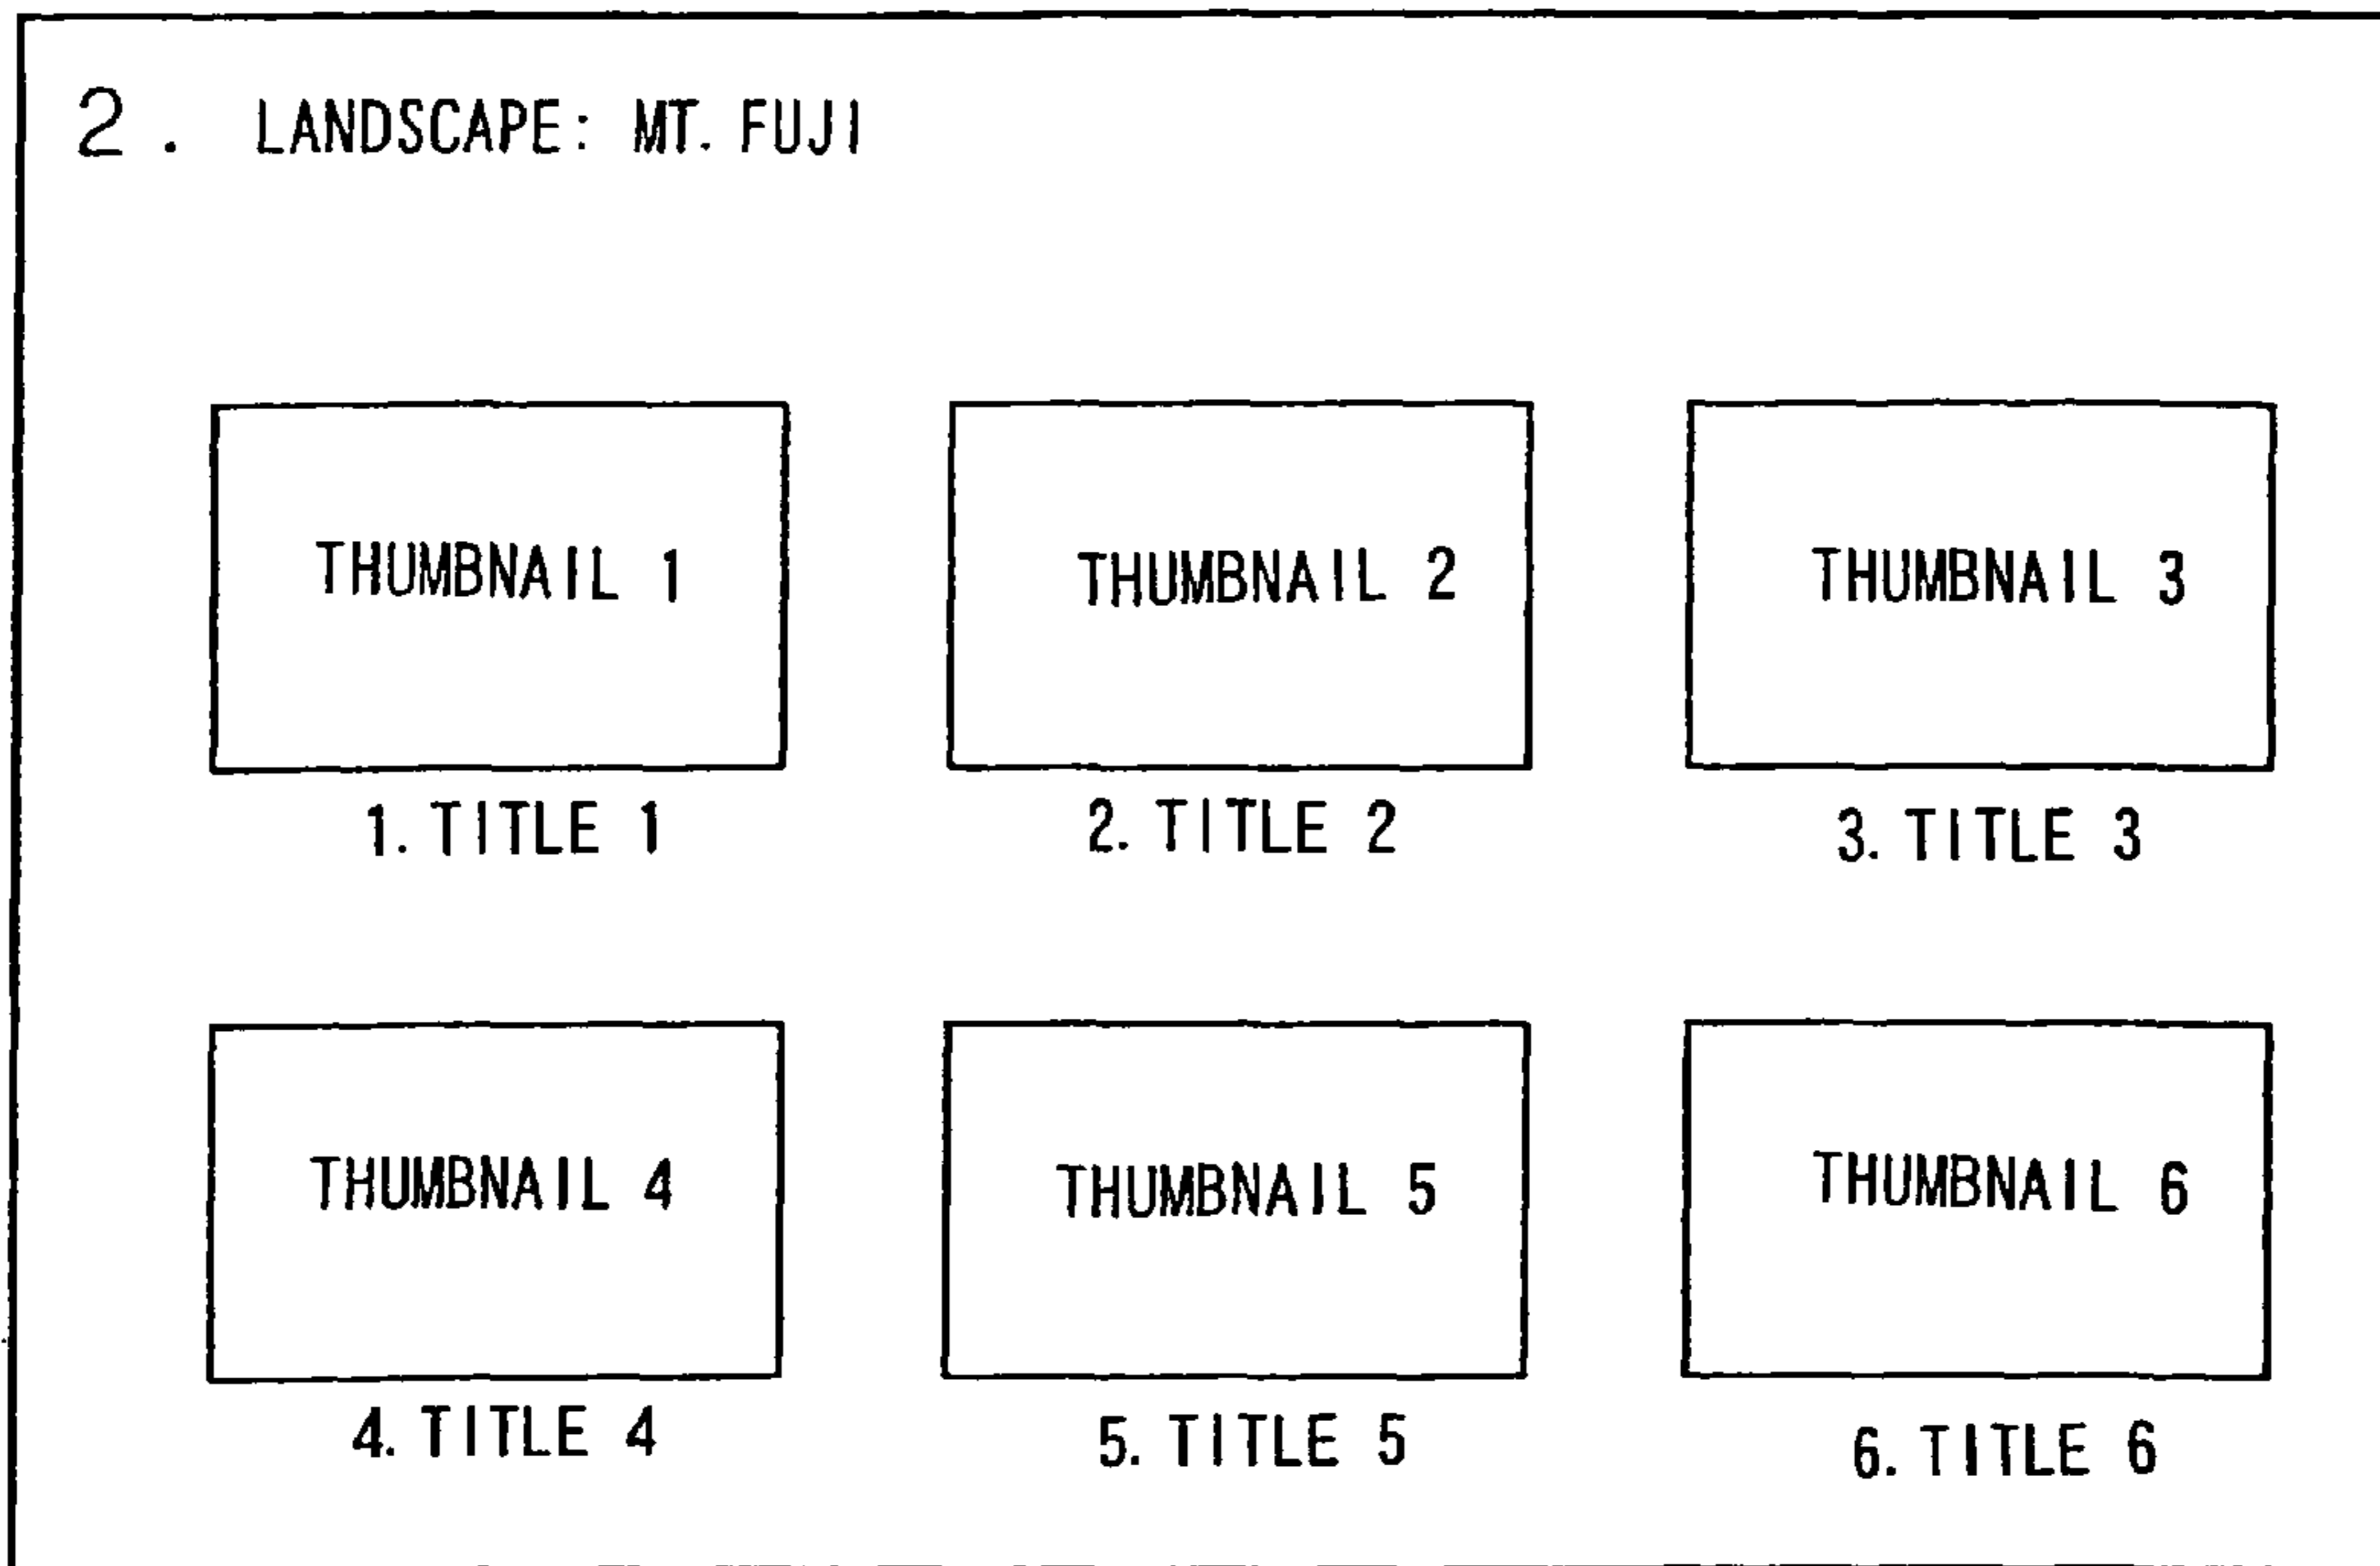 2. LANDSCAPE: MT. FUJI
THUMBNAIL 1 THUMBNAIL 2 THUMBNAIL 3
1. TITLE 1 2. TITLE 2 3. TITLE 3
THUMBNAIL 4 THUMBNAIL 5 THUMBNAIL 6
4. TITLE 4 5. TITLE 5 6. TITLE 6